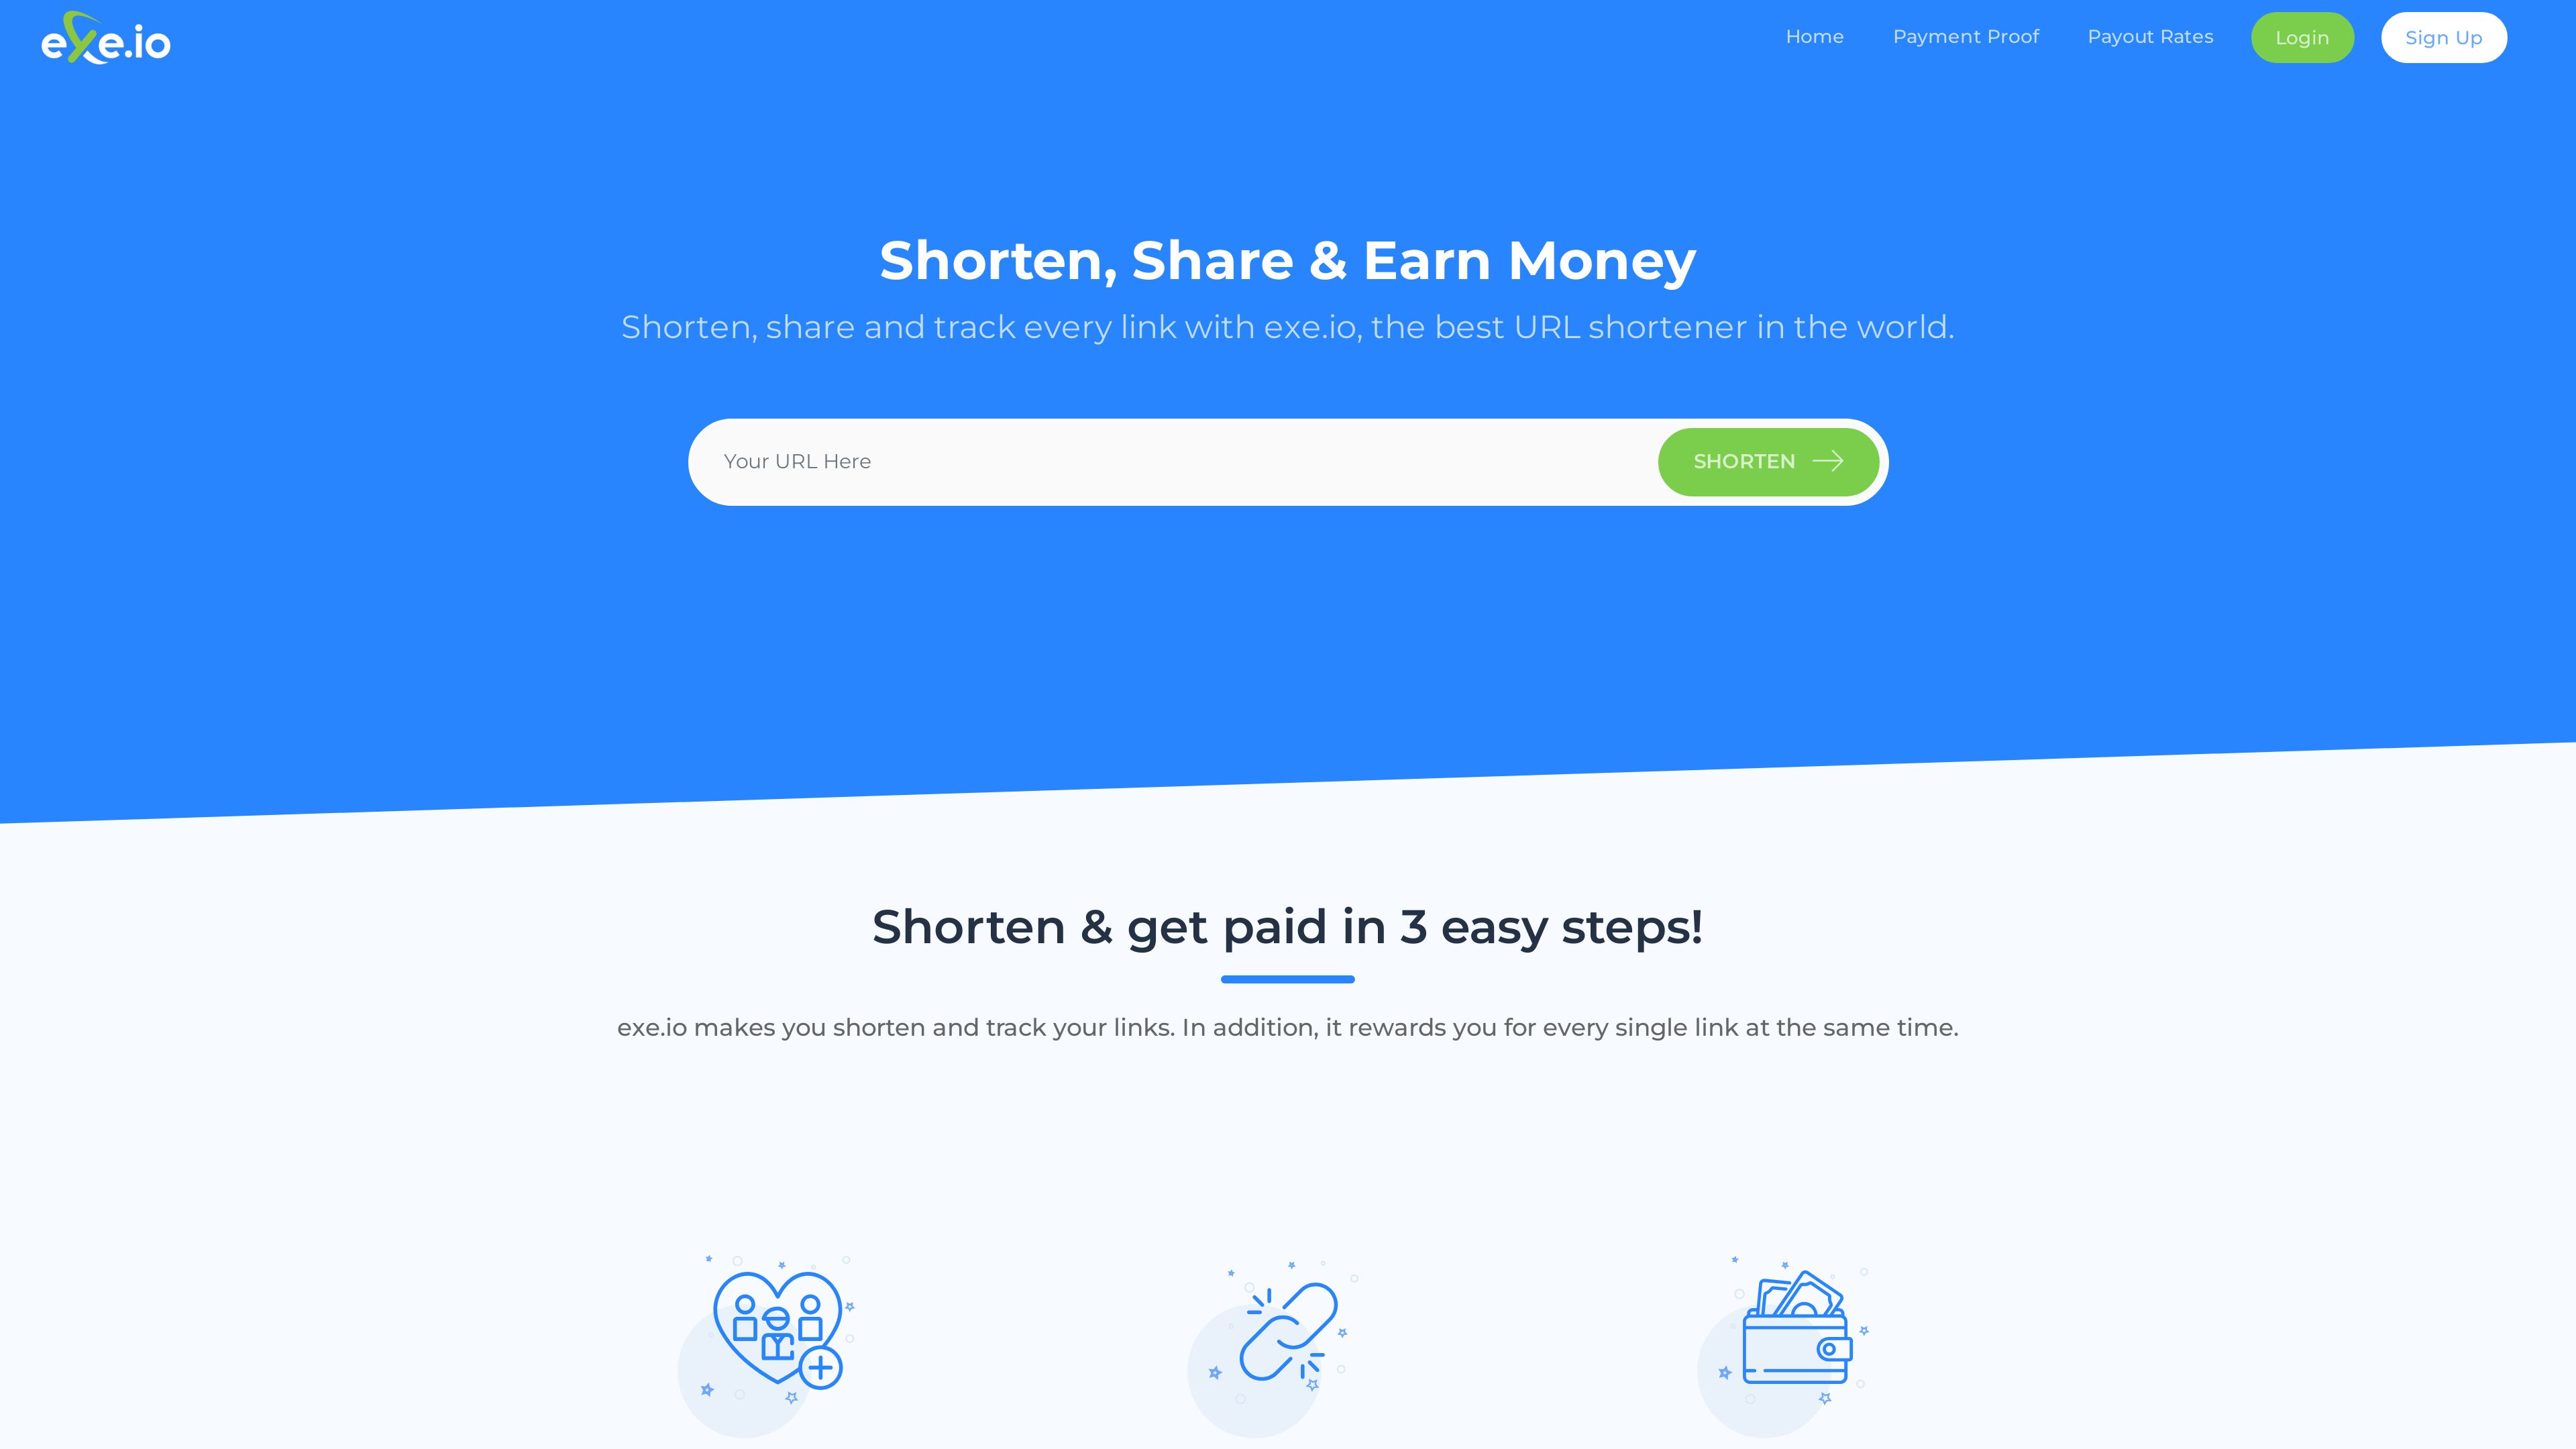 exe.io
Home
Payment Proof
Payout Rates
Login
Sign Up
Shorten, Share & Earn Money
Shorten, share and track every link with exe.io, the best URL shortener in the world.
Your URL Here
SHORTEN
Shorten & get paid in 3 easy steps!
exe.io makes you shorten and track your links. In addition, it rewards you for every single link at the same time.